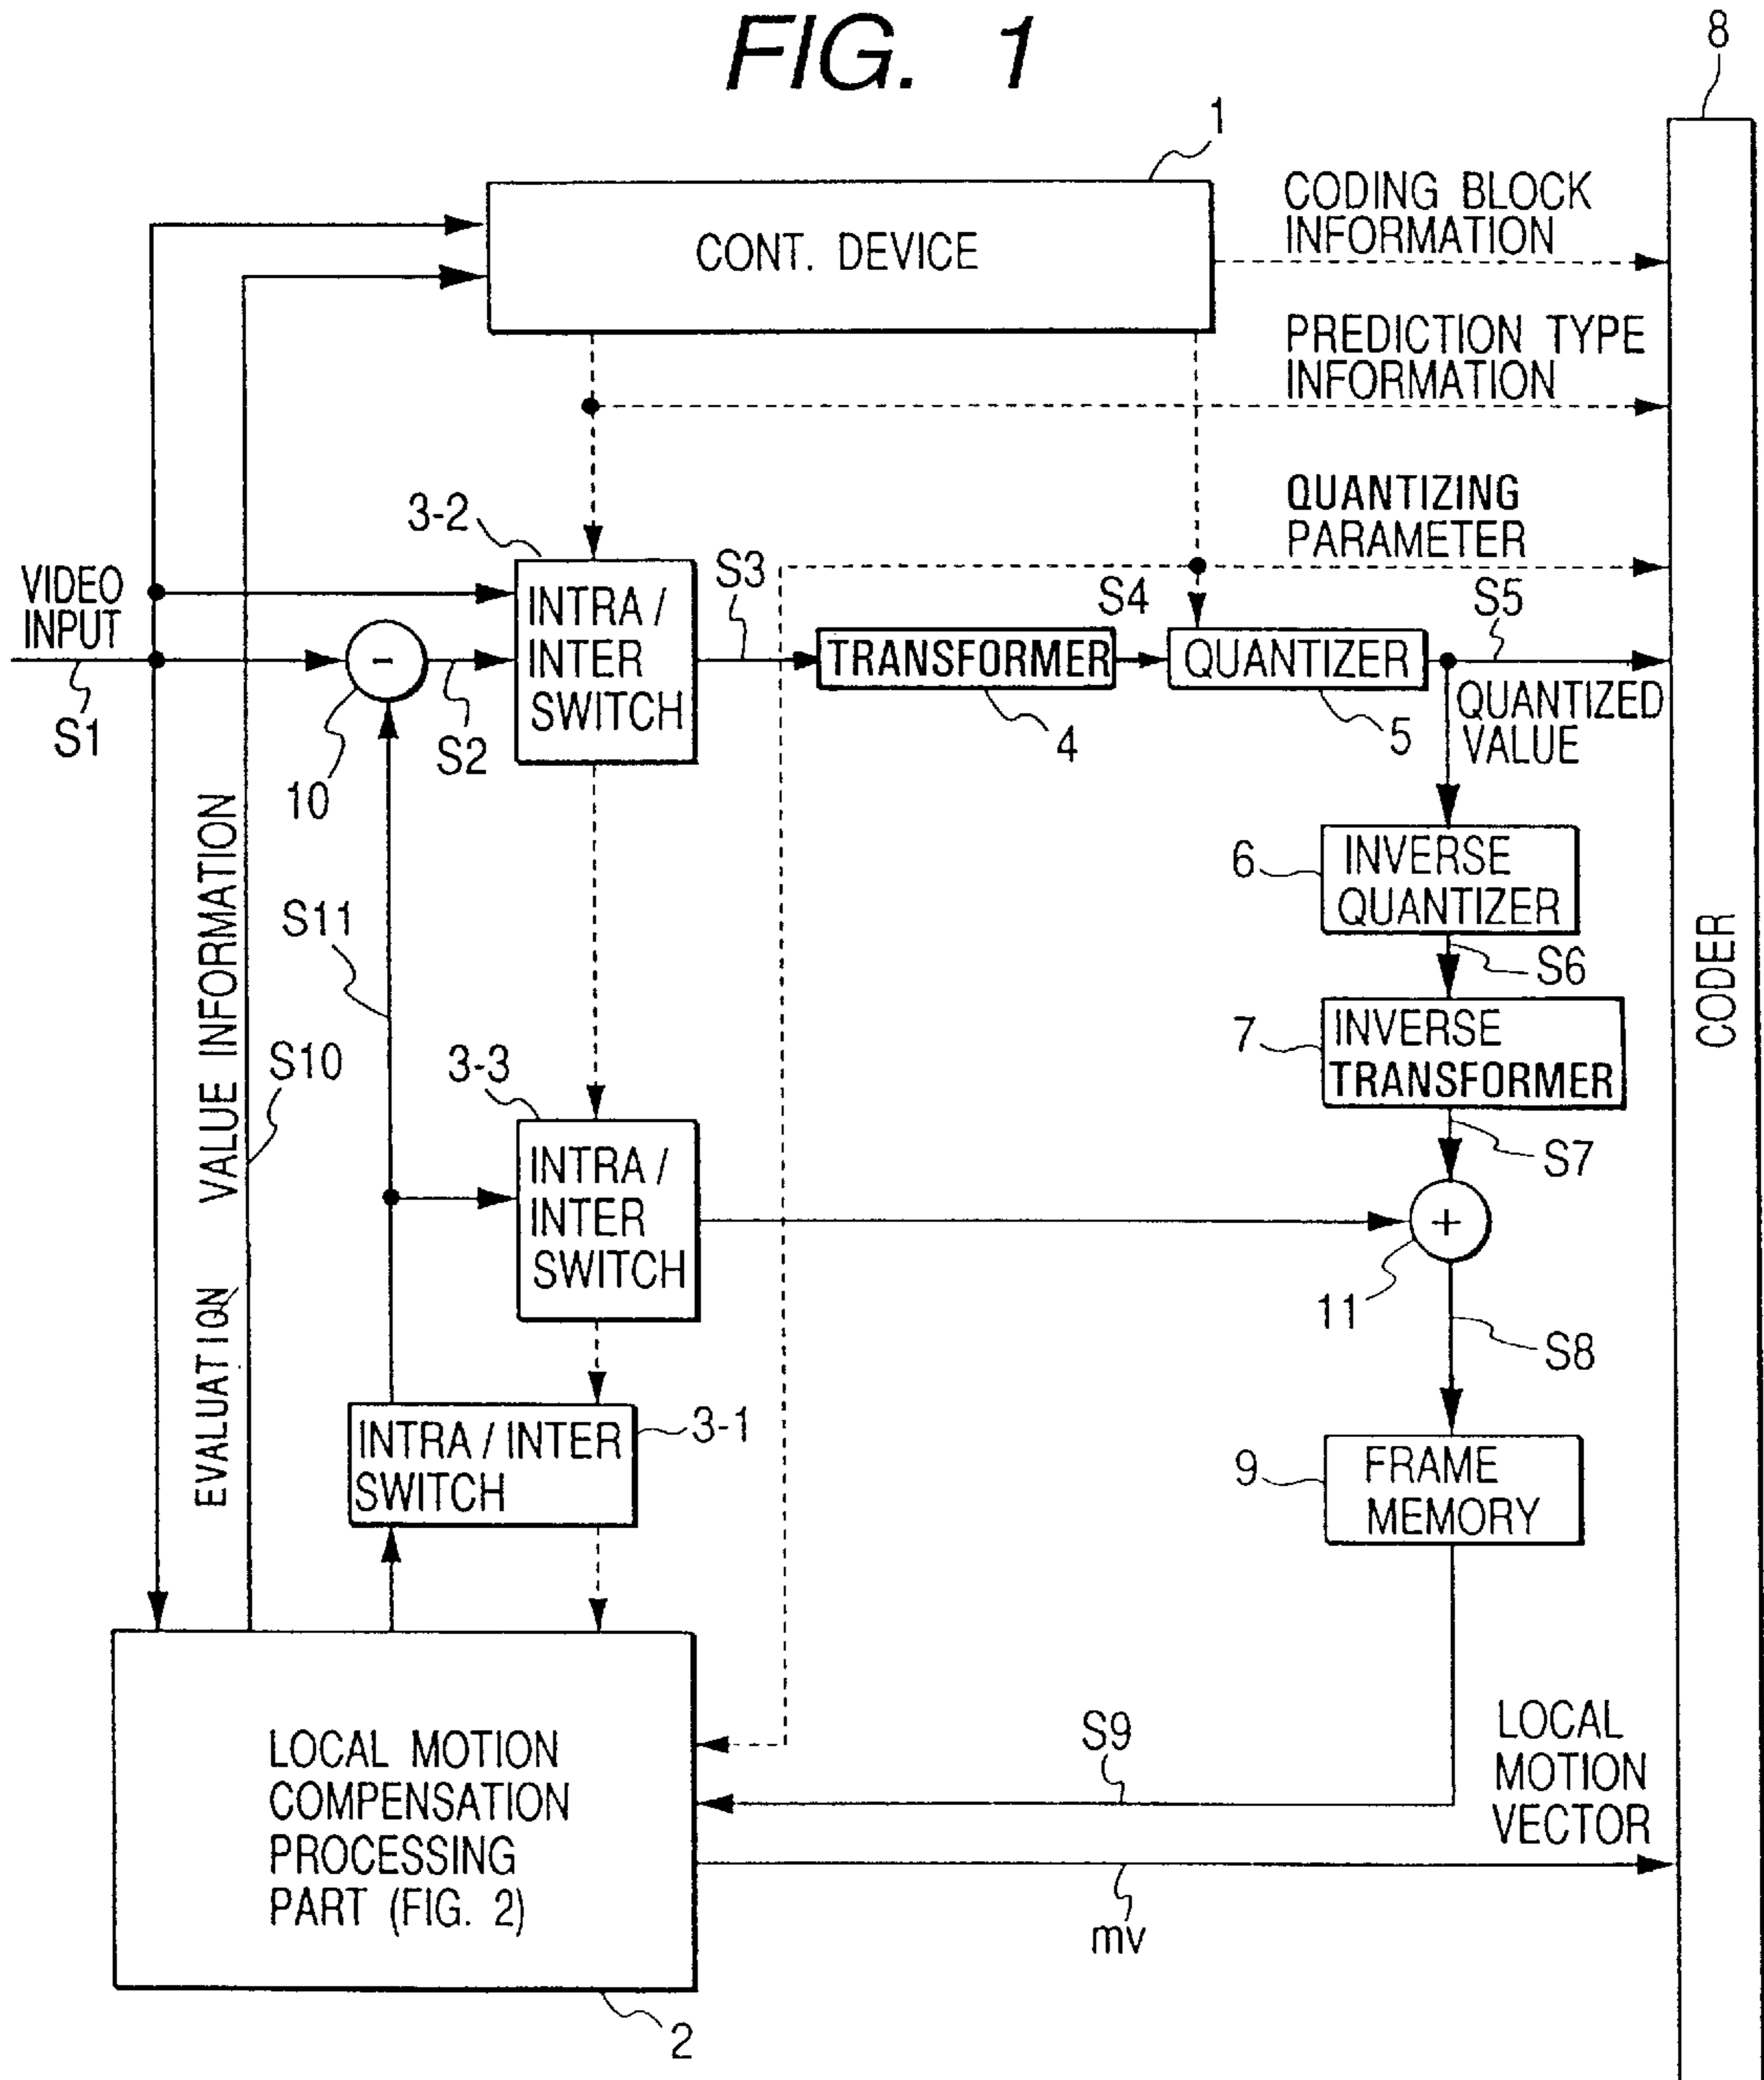 FIG. 1
8
1
CODING BLOCK
INFORMATION
CONT. DEVICE
PREDICTION TYPE
INFORMATION
QUANTIZING
PARAMETER
3-2
VIDEO
INPUT
S1
10
-
S2
INTRA /
INTER
SWITCH
S3
TRANSFORMER
4
S4
QUANTIZER
5
S5
QUANTIZED
VALUE
6
INVERSE
QUANTIZER
S6
CODER
7
INVERSE
TRANSFORMER
S7
S11
EVALUATION VALUE INFORMATION
S10
3-3
INTRA /
INTER
SWITCH
+
11
S8
INTRA / INTER
SWITCH
3-1
9
FRAME
MEMORY
LOCAL MOTION
COMPENSATION
PROCESSING
PART (FIG. 2)
2
S9
LOCAL
MOTION
VECTOR
mv